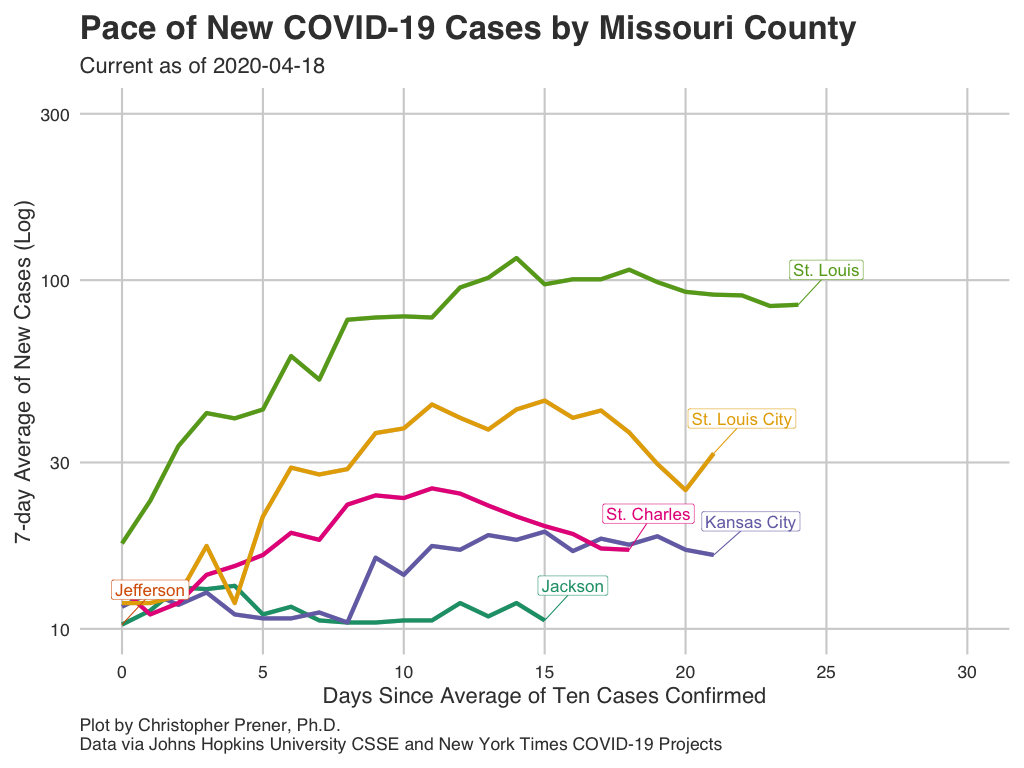 Pace of New COVID-19 Cases by Missouri County
Current as of 2020-04-18
7-day Average of New Cases (Log)
300
100
30
10
St. Louis
St. Louis City
St. Charles
Kansas City
Jackson
Jefferson
0
5
10
15
20
25
30
Days Since Average of Ten Cases Confirmed
Plot by Christopher Prener, Ph.D.
Data via Johns Hopkins University CSSE and New York Times COVID-19 Projects